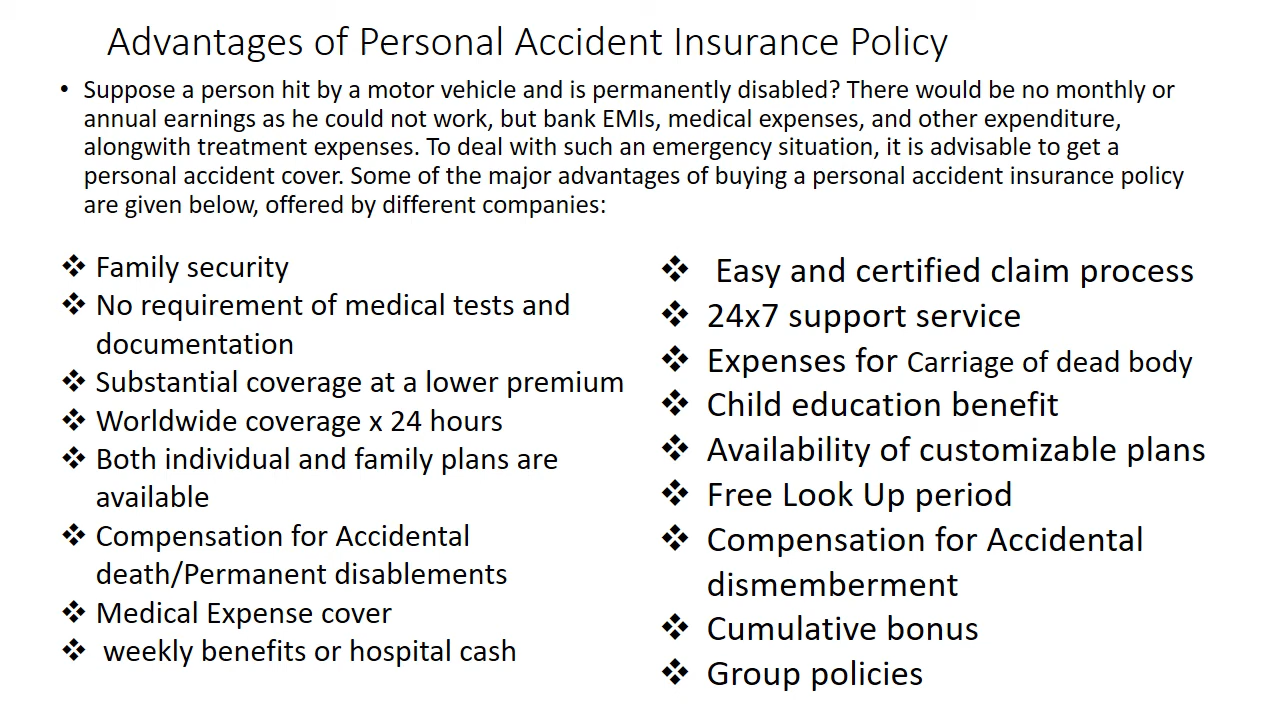 Advantages of Personal Accident Insurance Policy
• Suppose a person hit by a motor vehicle and is permanently disabled? There would be no monthly or
annual earnings as he could not work, but bank EMIs, medical expenses, and other expenditure,
alongwith treatment expenses. To deal with such an emergency situation, it is advisable to get a
personal accident cover. Some of the major advantages of buying a personal accident insurance policy
are given below, offered by different companies:
❖ Family security
❖ No requirement of medical tests and
documentation
❖ Substantial coverage at a lower premium
❖ Worldwide coverage x 24 hours
❖ Both individual and family plans are
available
❖ Compensation for Accidental
death/Permanent disablements
❖ Medical Expense cover
❖ weekly benefits or hospital cash
❖ Easy and certified claim process
❖ 24x7 support service
❖ Expenses for Carriage of dead body
❖ Child education benefit
❖ Availability of customizable plans
❖ Free Look Up period
❖ Compensation for Accidental
dismemberment
❖ Cumulative bonus
❖ Group policies